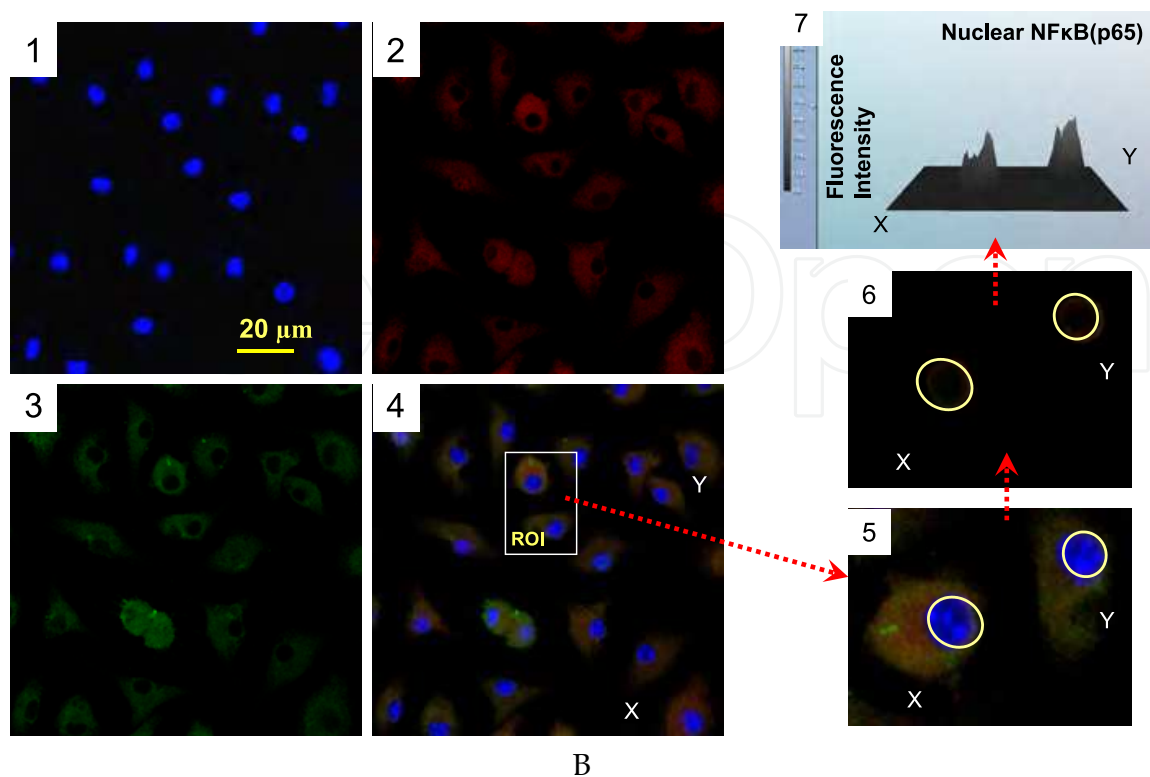 1
20 µm
2
3
4
Y
ROI
X
7
Nuclear NFκB(p65)
Fluorescence
Intensity
Y
X
6
Y
X
5
Y
X
B